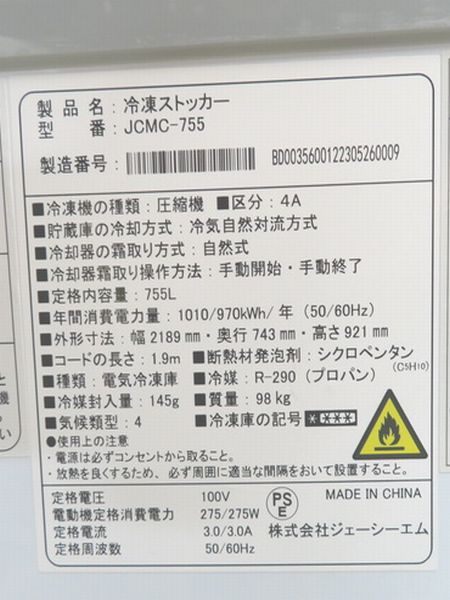 製品名：冷凍ストッカー
型　番：JCMC-755
製造番号： BD0035600122305260009
■冷凍機の種類：圧縮機 ■区分：4A
■貯蔵庫の冷却方式：冷気自然対流方式
■冷却器の霜取り方式：自然式
■冷却器霜取り操作方法：手動開始・手動終了
■定格内容量：755L
■年間消費電力量：1010/970kWh/年 (50/60Hz)
■外形寸法：幅 2189 mm・奥行 743 mm・高さ 921 mm
■コードの長さ：1.9m ■断熱材発泡剤：シクロペンタン
(C5H10)
■種類：電気冷凍庫 ■冷媒：R-290 (プロパン)
■冷媒封入量：145g ■質量：98 kg
■気候類型：4 ■冷凍庫の記号
●使用上の注意
・電源は必ずコンセントから取ること。
・放熱を良くするため、必ず周囲に適当な間隔をおいて設置すること。
定格電圧 100V
電動機定格消費電力 275/275W
定格電流 3.0/3.0A
定格周波数 50/60Hz
PS
E
MADE IN CHINA
株式会社ジェーシーエム